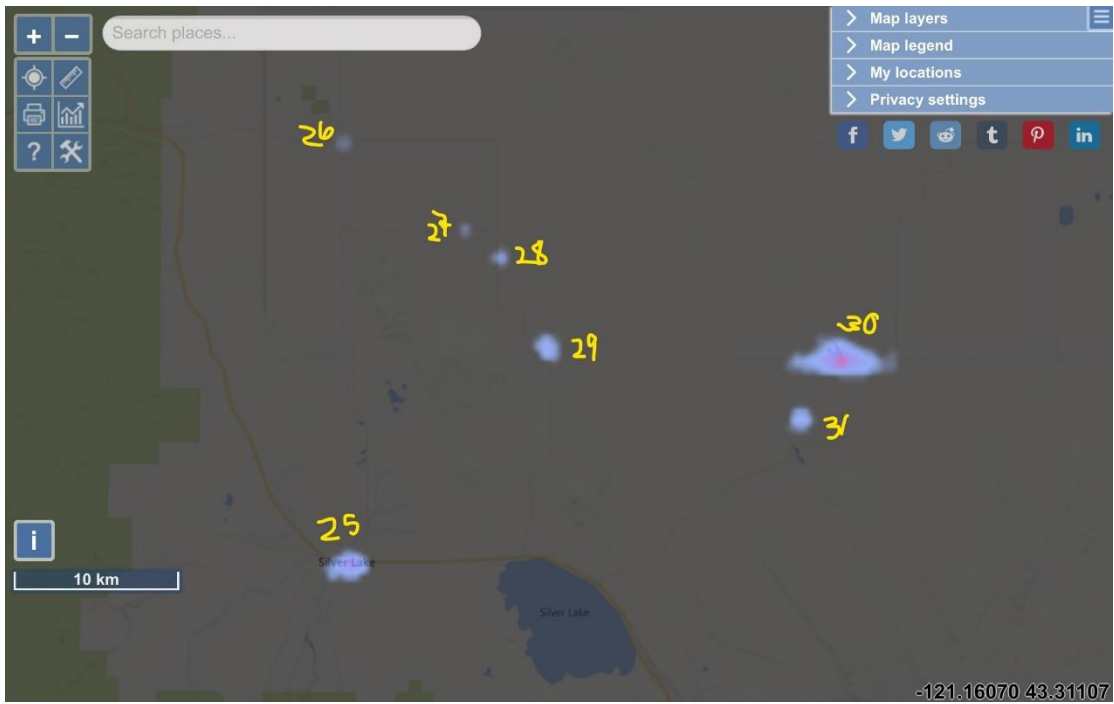 + −
Search places...
Map layers
Map legend
My locations
Privacy settings
?
f
t
in
26
27
28
30
29
31
25
Silver Lake
i
10 km
Silver Lake
-121.16070 43.31107